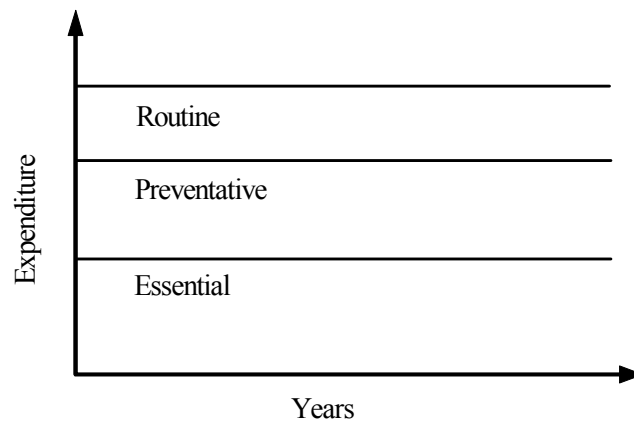 Routine
Preventative
Essential
Expenditure
Years